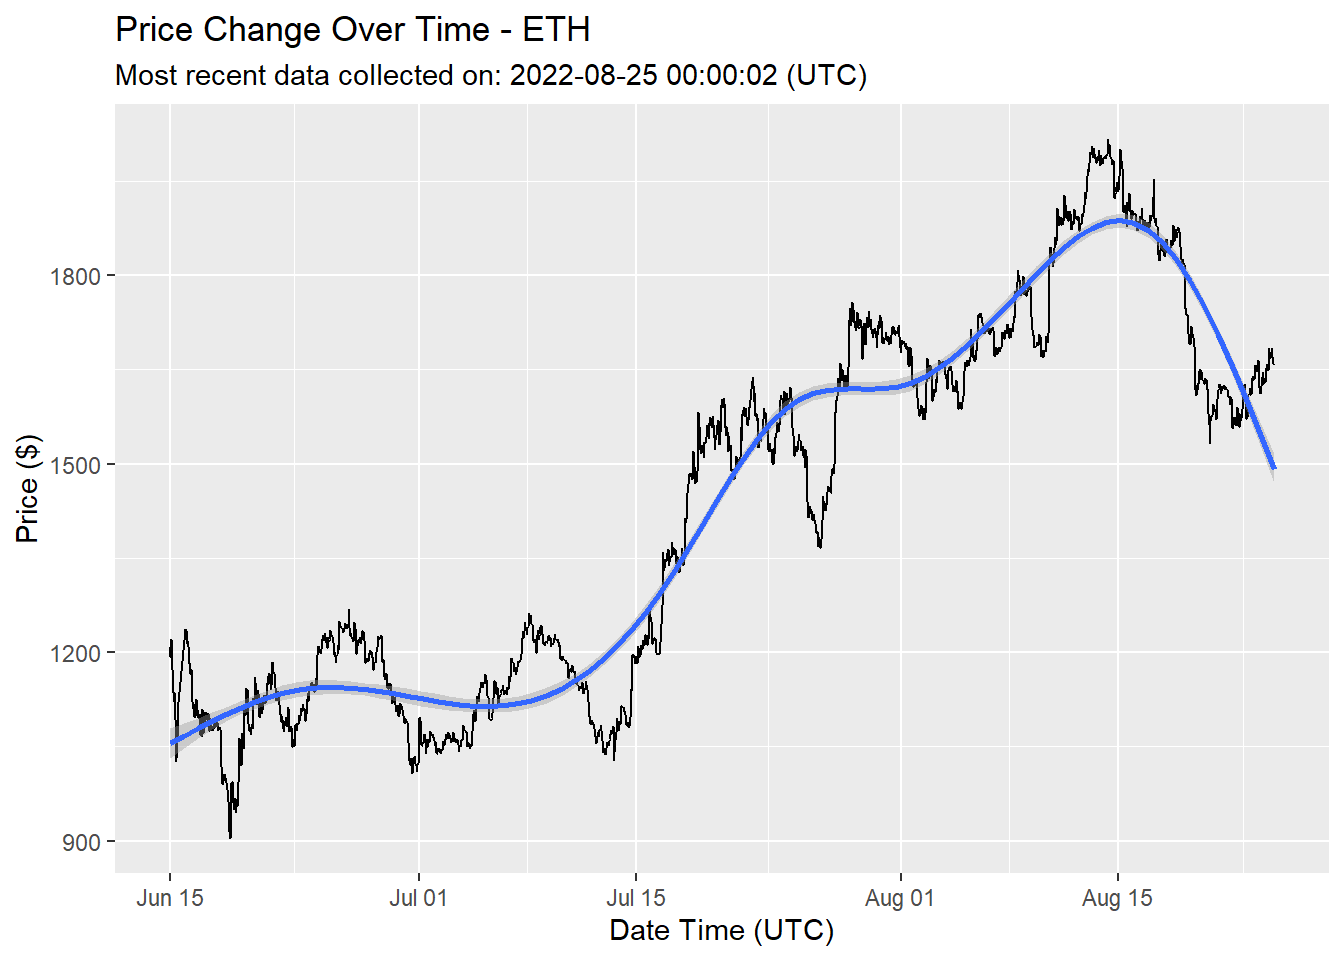 Price Change Over Time - ETH
Most recent data collected on: 2022-08-25 00:00:02 (UTC)
Price ($)
1800
1500
1200
900
Jun 15
Jul 01
Jul 15
Aug 01
Aug 15
Date Time (UTC)